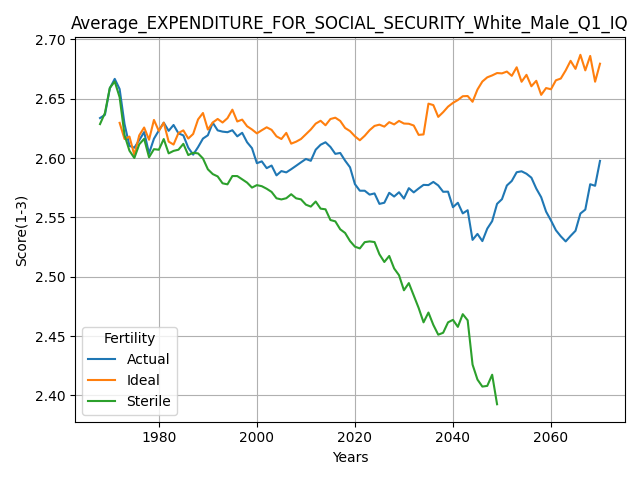 Average_EXPENDITURE_FOR_SOCIAL_SECURITY_White_Male_Q1_IQ
2.70
2.65
2.60
2.55
2.50
2.45
2.40
Score(1-3)
Fertility
Actual
Ideal
Sterile
1980
2000
2020
2040
2060
Years